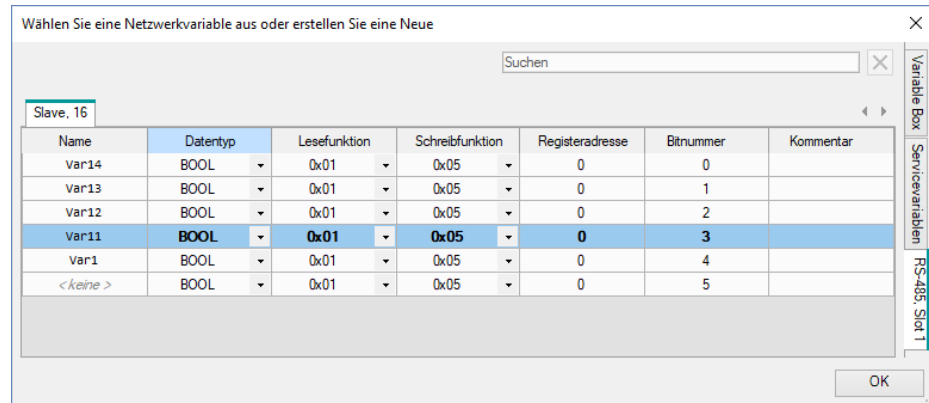 Wählen Sie eine Netzwerkvariable aus oder erstellen Sie eine Neue
Suchen
Slave, 16
Name Datentyp Lesefunktion Schreibfunktion Registeradresse Bitnummer Kommentar
Var14 BOOL 0x01 0x05 0 0
Var13 BOOL 0x01 0x05 0 1
Var12 BOOL 0x01 0x05 0 2
Var11 BOOL 0x01 0x05 0 3
Var1 BOOL 0x01 0x05 0 4
< keine > BOOL 0x01 0x05 0 5
Variable Box
Servicevariablen
RS-485, Slot 1
OK